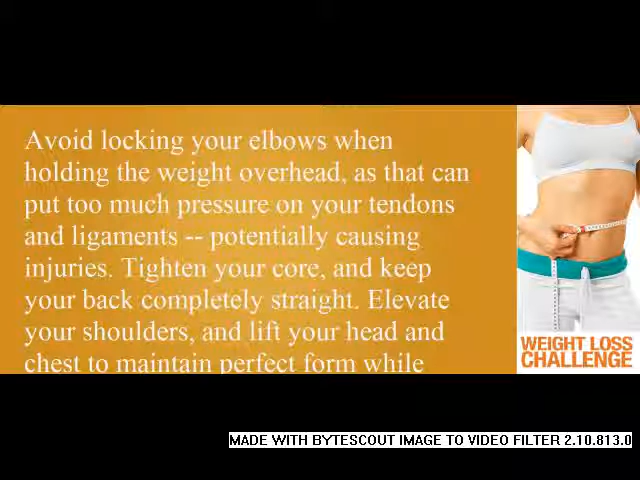 Avoid locking your elbows when
holding the weight overhead, as that can
put too much pressure on your tendons
and ligaments -- potentially causing
injuries. Tighten your core, and keep
your back completely straight. Elevate
your shoulders, and lift your head and
chest to maintain perfect form while
WEIGHT LOSS
CHALLENGE
MADE WITH BYTESCOUT IMAGE TO VIDEO FILTER 2.10.813.0